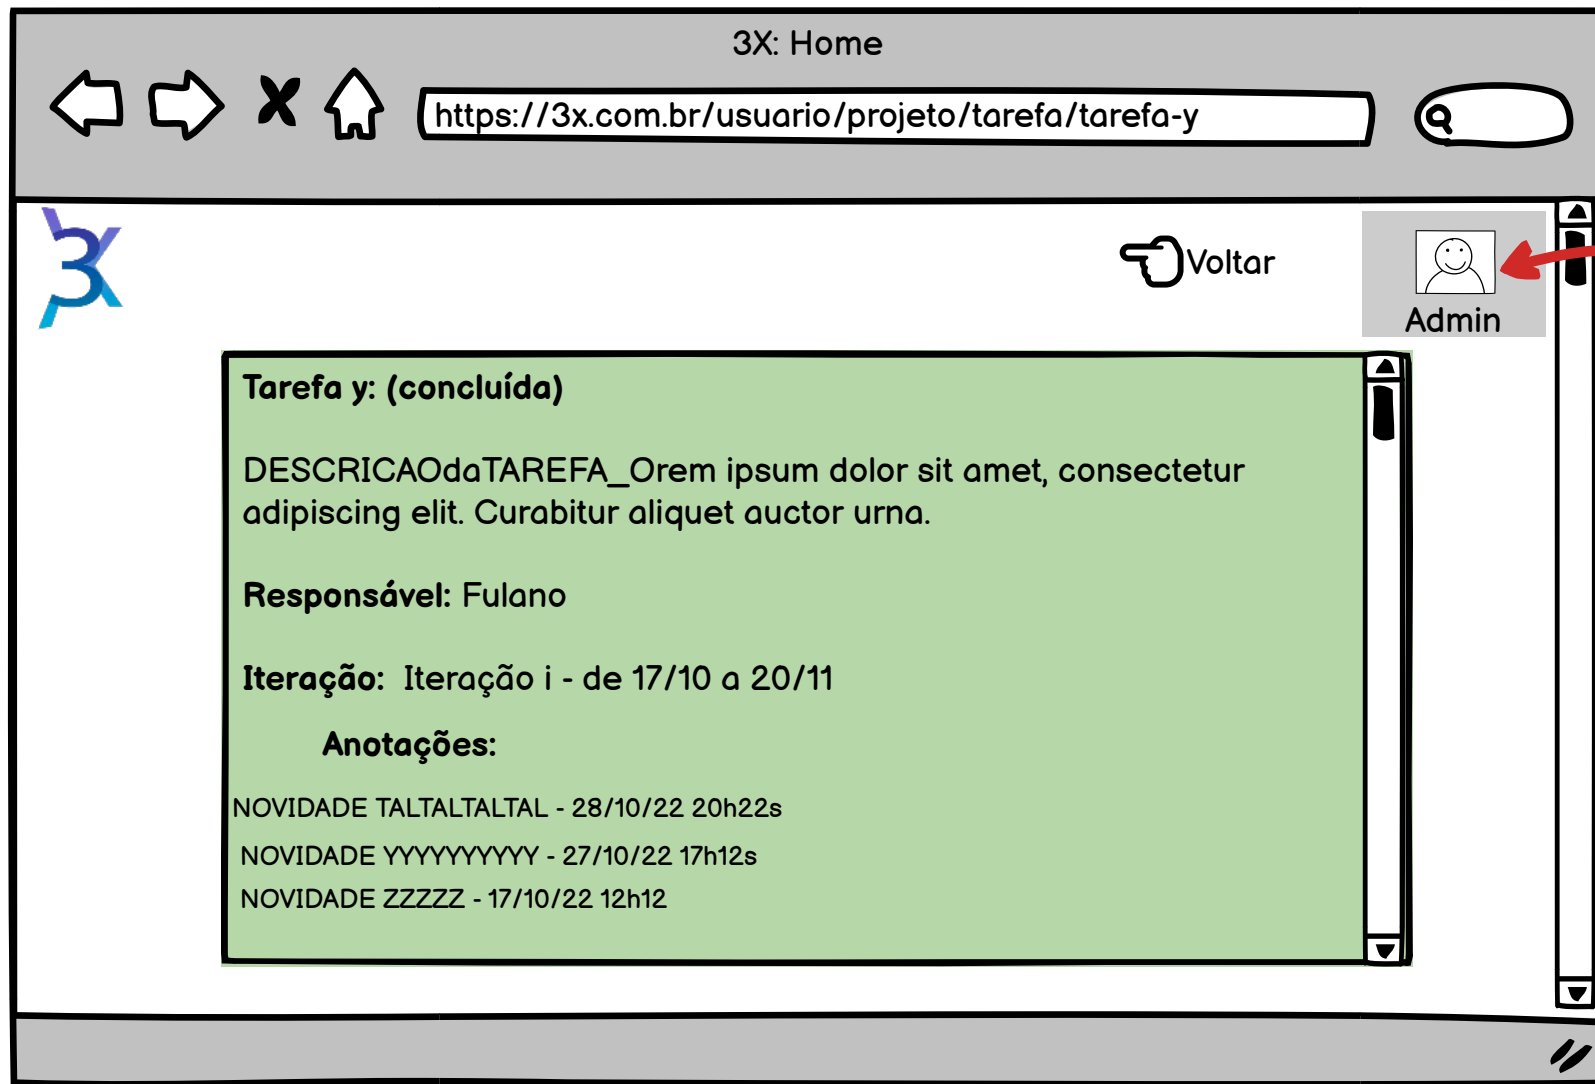 3X: Home
https://3x.com.br/usuario/projeto/tarefa/tarefa-y
3X
Voltar
Admin
Tarefa y: (concluída)
DESCRICAOdaTAREFA_Orem ipsum dolor sit amet, consectetur
adipiscing elit. Curabitur aliquet auctor urna.
Responsável: Fulano
Iteração: Iteração i - de 17/10 a 20/11
Anotações:
NOVIDADE TALTALTALTAL - 28/10/22 20h22s
NOVIDADE YYYYYYYYYY - 27/10/22 17h12s
NOVIDADE ZZZZZ - 17/10/22 12h12